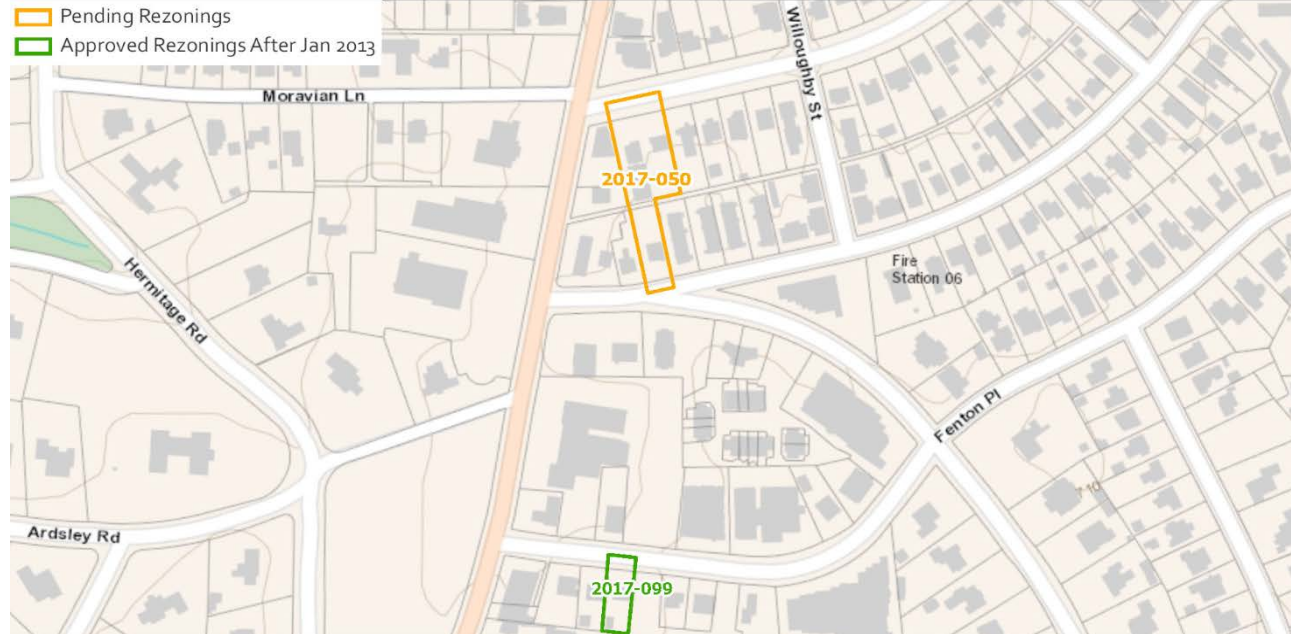 Pending Rezonings
Approved Rezonings After Jan 2013
Willoughby St
Moravian Ln
2017-050
Hermitage Rd
Fire
Station 06
Fenton Pl
710
Ardsley Rd
2017-099